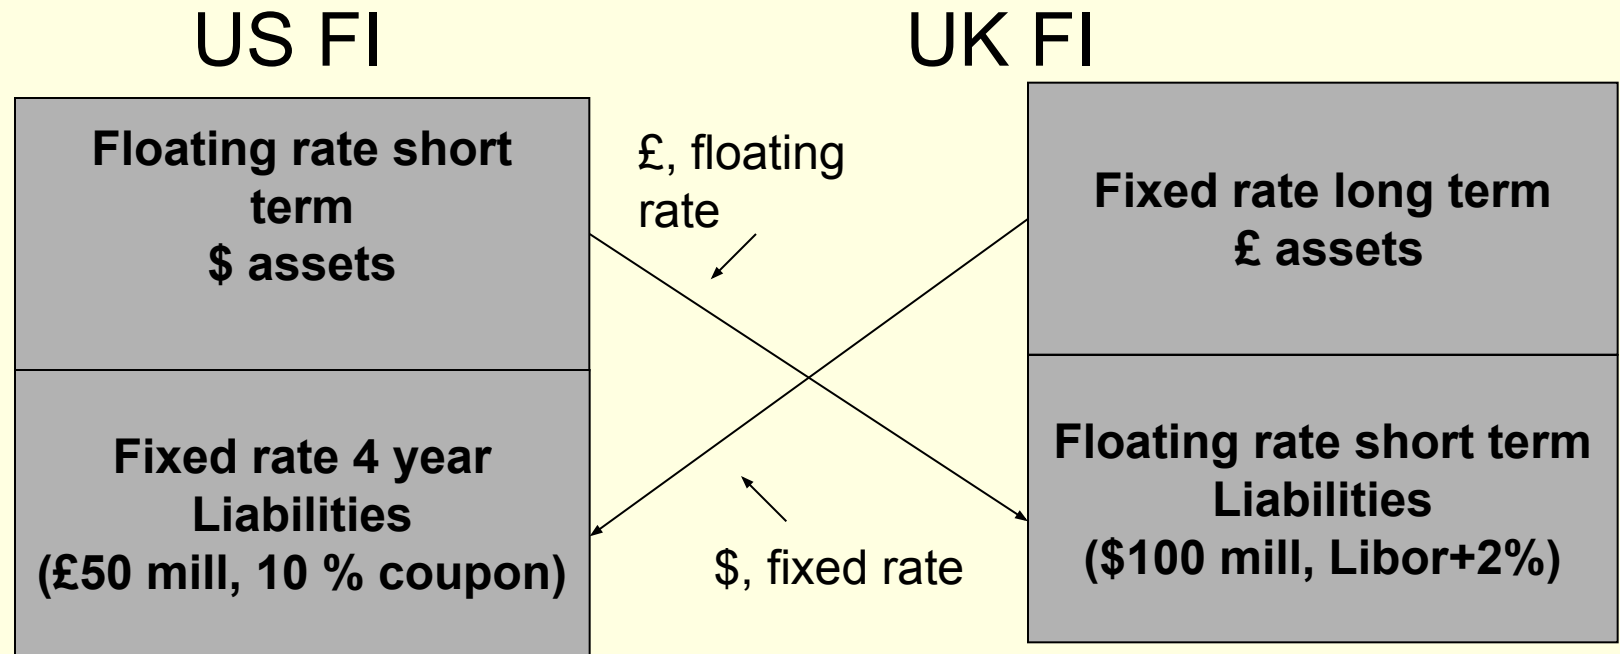 US FI
UK FI
Floating rate short
term
$ assets
£, floating
rate
Fixed rate long term
£ assets
Fixed rate 4 year
Liabilities
(£50 mill, 10 % coupon)
$, fixed rate
Floating rate short term
Liabilities
($100 mill, Libor+2%)